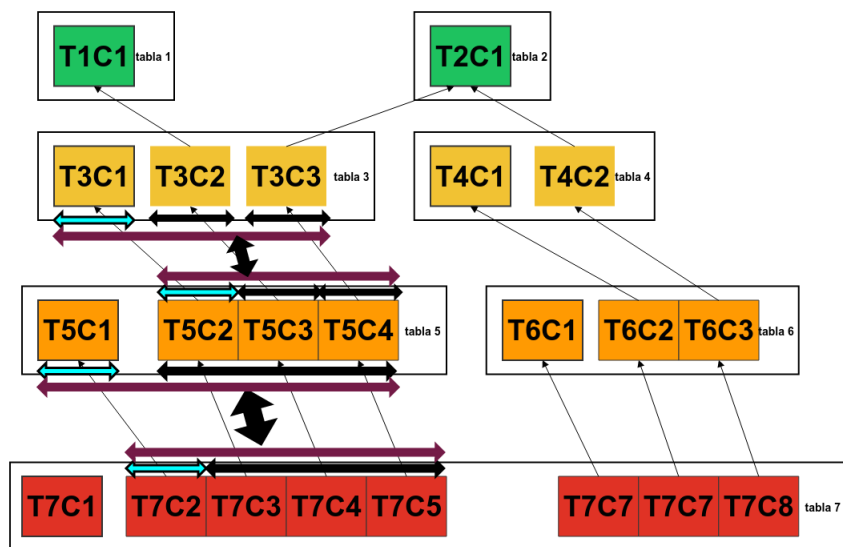 T1C1 tabla 1 T2C1 tabla 2
T3C1 T3C2 T3C3 tabla 3 T4C1 T4C2 tabla 4
T5C1 T5C2 T5C3 T5C4 tabla 5 T6C1 T6C2 T6C3 tabla 6
T7C1 T7C2 T7C3 T7C4 T7C5 T7C7 T7C7 T7C8 tabla 7